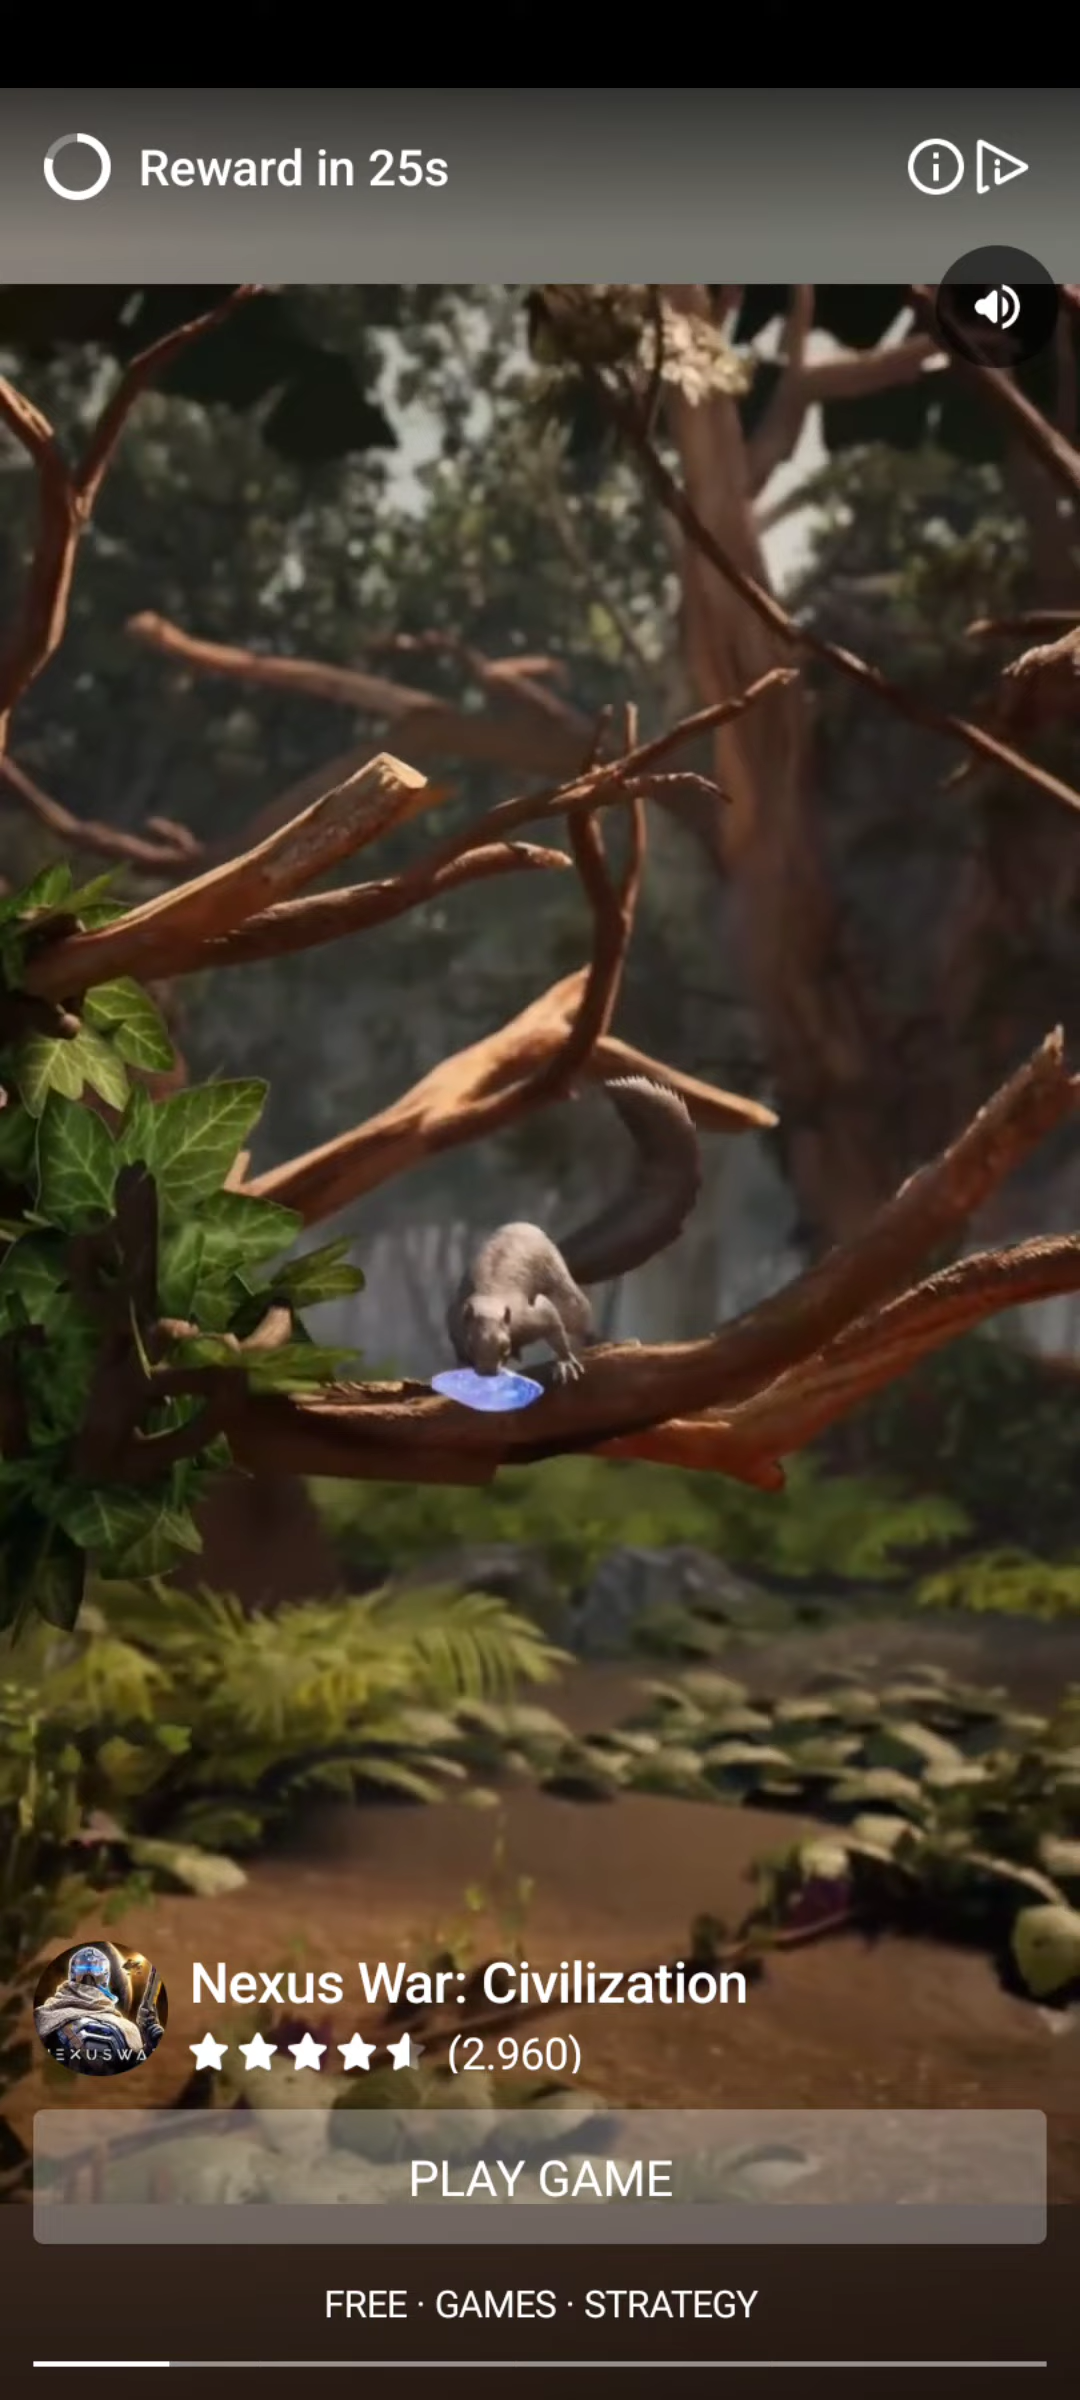 Reward in 25s
Nexus War: Civilization
(2.960)
PLAY GAME
FREE · GAMES · STRATEGY